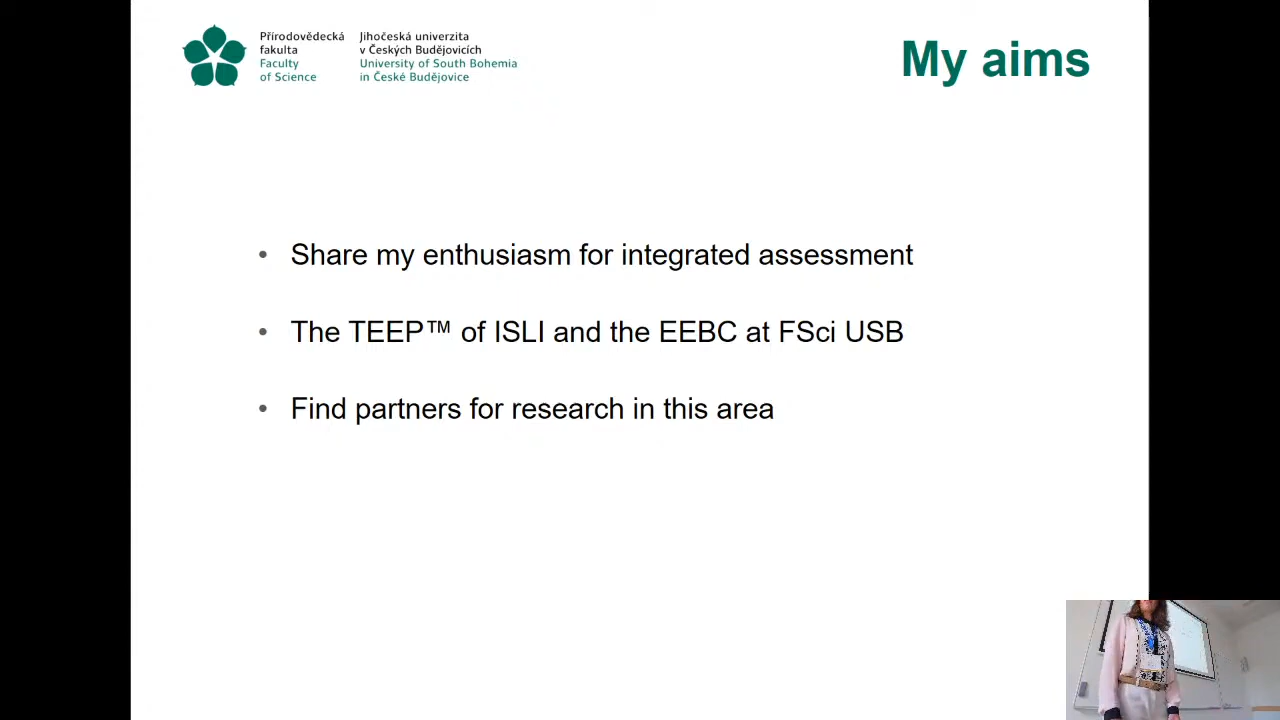 Přírodovědecká
fakulta
Faculty
of Science
Jihočeská univerzita
v Českých Budějovicích
University of South Bohemia
in České Budějovice
My aims
• Share my enthusiasm for integrated assessment
• The TEEP™ of ISLI and the EEBC at FSci USB
• Find partners for research in this area